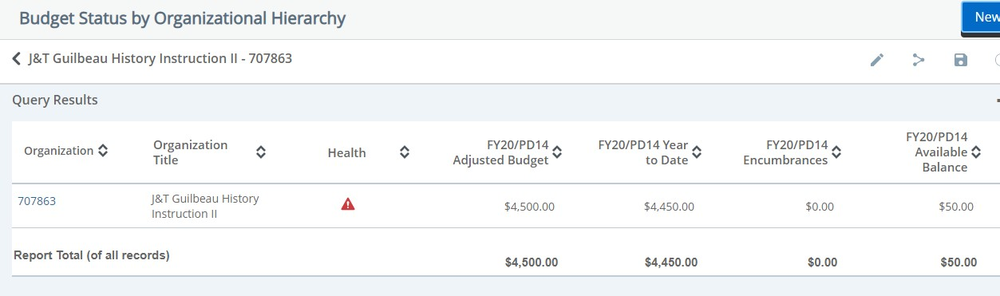 Budget Status by Organizational Hierarchy
New
J&T Guilbeau History Instruction II - 707863
Query Results
Organization
Organization
Title
Health
FY20/PD14
Adjusted Budget
FY20/PD14 Year
to Date
FY20/PD14
Encumbrances
FY20/PD14
Available
Balance
707863
J&T Guilbeau History
Instruction II
$4,500.00
$4,450.00
$0.00
$50.00
Report Total (of all records)
$4,500.00
$4,450.00
$0.00
$50.00